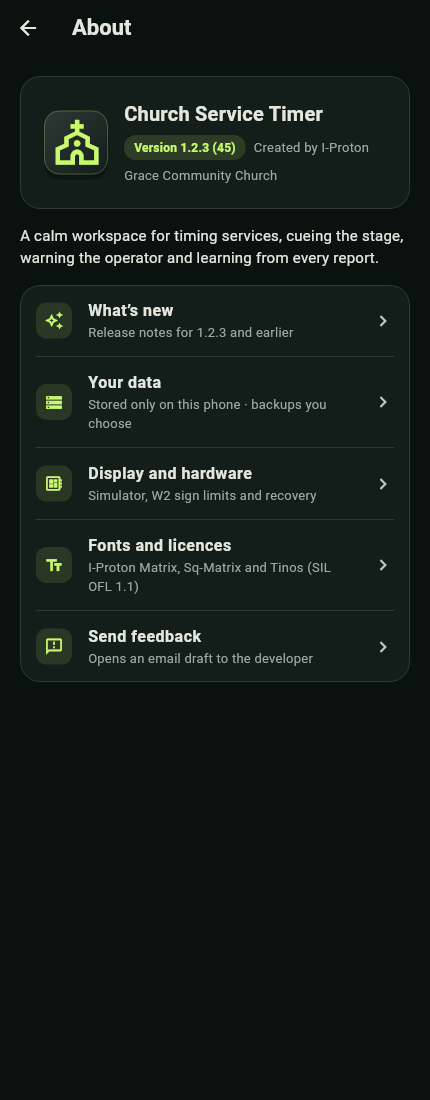 About
Church Service Timer
Version 1.2.3 (45) Created by I-Proton
Grace Community Church
A calm workspace for timing services, cueing the stage,
warning the operator and learning from every report.
What’s new
Release notes for 1.2.3 and earlier
Your data
Stored only on this phone · backups you
choose
Display and hardware
Simulator, W2 sign limits and recovery
Fonts and licences
I-Proton Matrix, Sq-Matrix and Tinos (SIL
OFL 1.1)
Send feedback
Opens an email draft to the developer